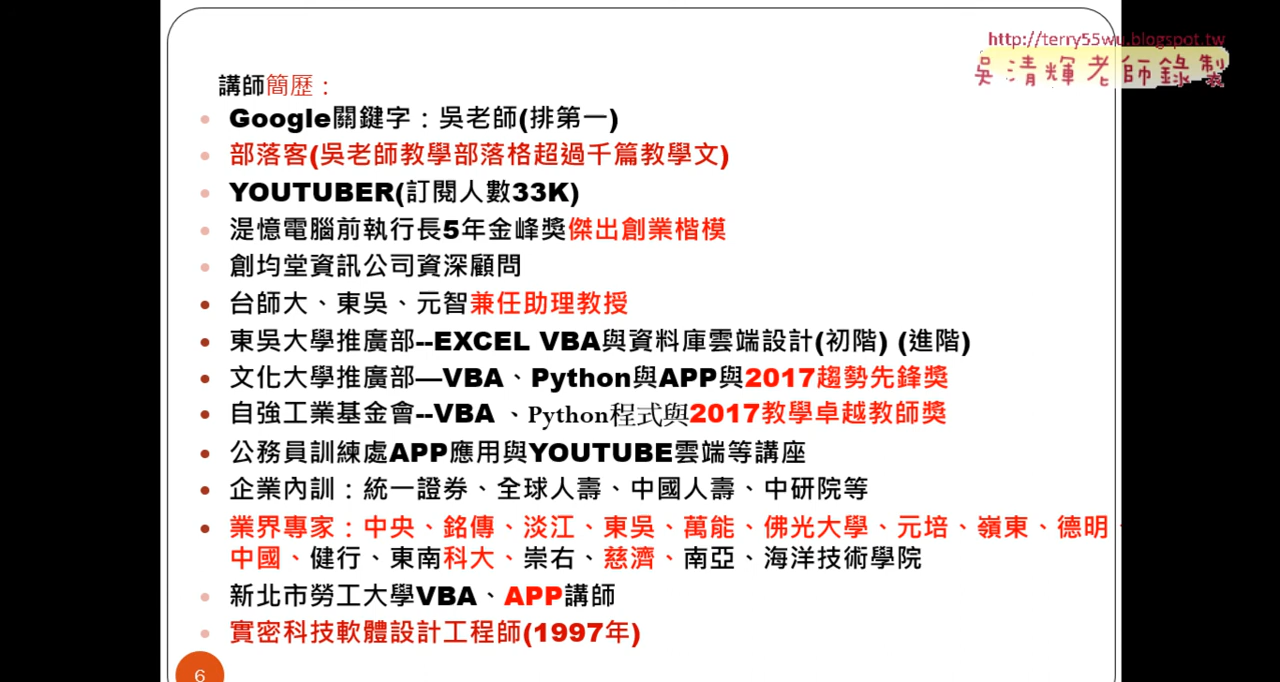 http://terry55wu.blogspot.tw
吳清輝老師錄製
講師簡歷：
Google關鍵字：吳老師(排第一)
部落客(吳老師教學部落格超過千篇教學文)
YOUTUBER(訂閱人數33K)
湜憶電腦前執行長5年金峰獎傑出創業楷模
創均堂資訊公司資深顧問
台師大、東吳、元智兼任助理教授
東吳大學推廣部--EXCEL VBA與資料庫雲端設計(初階) (進階)
文化大學推廣部—VBA、Python與APP與2017趨勢先鋒獎
自強工業基金會--VBA 、Python程式與2017教學卓越教師獎
公務員訓練處APP應用與YOUTUBE雲端等講座
企業內訓：統一證券、全球人壽、中國人壽、中研院等
業界專家：中央、銘傳、淡江、東吳、萬能、佛光大學、元培、嶺東、德明、
中國、健行、東南科大、崇右、慈濟、南亞、海洋技術學院
新北市勞工大學VBA、APP講師
實密科技軟體設計工程師(1997年)
6